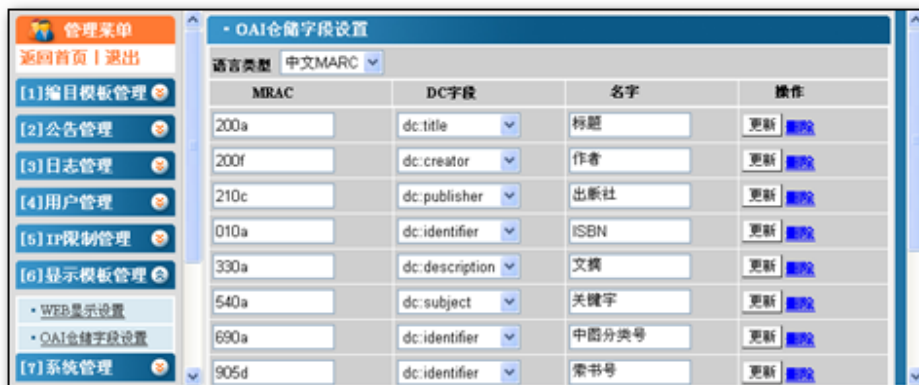 管理菜单
返回首页 | 退出
[1]编目模板管理
[2]公告管理
[3]日志管理
[4]用户管理
[5]IP限制管理
[6]显示模板管理
• WEB显示设置
• OAI仓储字段设置
[7]系统管理
• OAI仓储字段设置
语言类型 中文MARC
MRAC DC字段 名字 操作
200a dc:title 标题 更新 删除
200f dc:creator 作者 更新 删除
210c dc:publisher 出版社 更新 删除
010a dc:identifier ISBN 更新 删除
330a dc:description 文摘 更新 删除
540a dc:subject 关键字 更新 删除
690a dc:identifier 中图分类号 更新 删除
905d dc:identifier 索书号 更新 删除